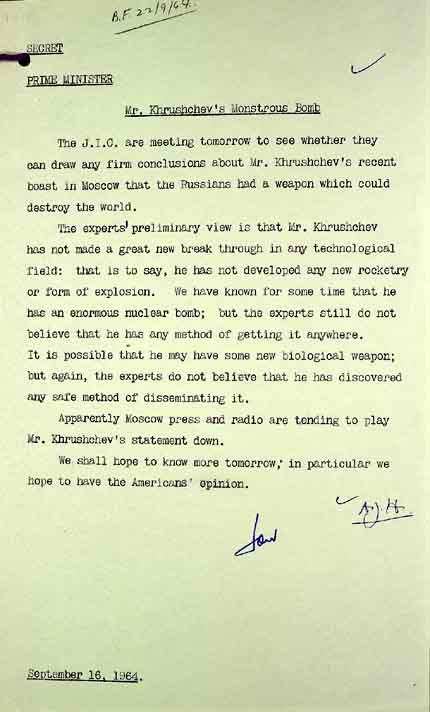 B.F. 22/9/64.
SECRET
PRIME MINISTER
Mr. Khrushchev's Monstrous Bomb
The J.I.C. are meeting tomorrow to see whether they
can draw any firm conclusions about Mr. Khrushchev's recent
boast in Moscow that the Russians had a weapon which could
destroy the world.
The experts' preliminary view is that Mr. Khrushchev
has not made a great new break through in any technological
field: that is to say, he has not developed any new rocketry
or form of explosion. We have known for some time that he
has an enormous nuclear bomb; but the experts still do not
believe that he has any method of getting it anywhere.
It is possible that he may have some new biological weapon;
but again, the experts do not believe that he has discovered
any safe method of disseminating it.
Apparently Moscow press and radio are tending to play
Mr. Khrushchev's statement down.
We shall hope to know more tomorrow; in particular we
hope to have the Americans' opinion.
September 16, 1964.